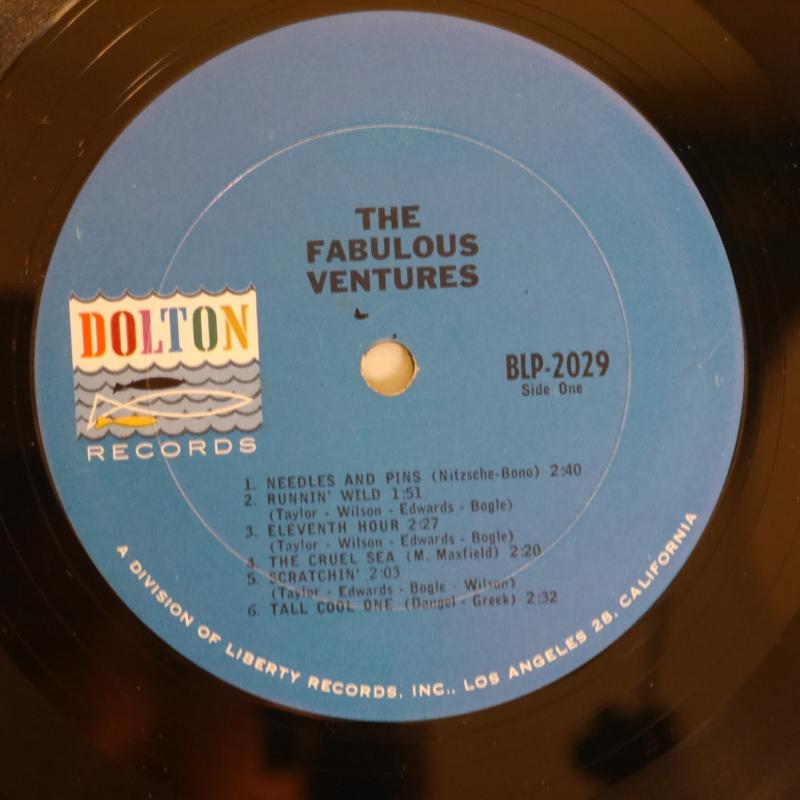 THE
FABULOUS
VENTURES
DOLTON
RECORDS
BLP-2029
Side One
1. NEEDLES AND PINS (Nitzsche-Bono) 2:40
2. RUNNIN' WILD 1:51
(Taylor - Wilson - Edwards - Bogle)
3. ELEVENTH HOUR 2:27
(Taylor - Wilson - Edwards - Bogle)
4. THE CRUEL SEA (M. Maxfield) 2:20
5. SCRATCHIN' 2:03
(Taylor - Edwards - Bogle - Wilson)
6. TALL COOL ONE (Dangel - Greek) 2:32
A DIVISION OF LIBERTY RECORDS, INC., LOS ANGELES 28, CALIFORNIA